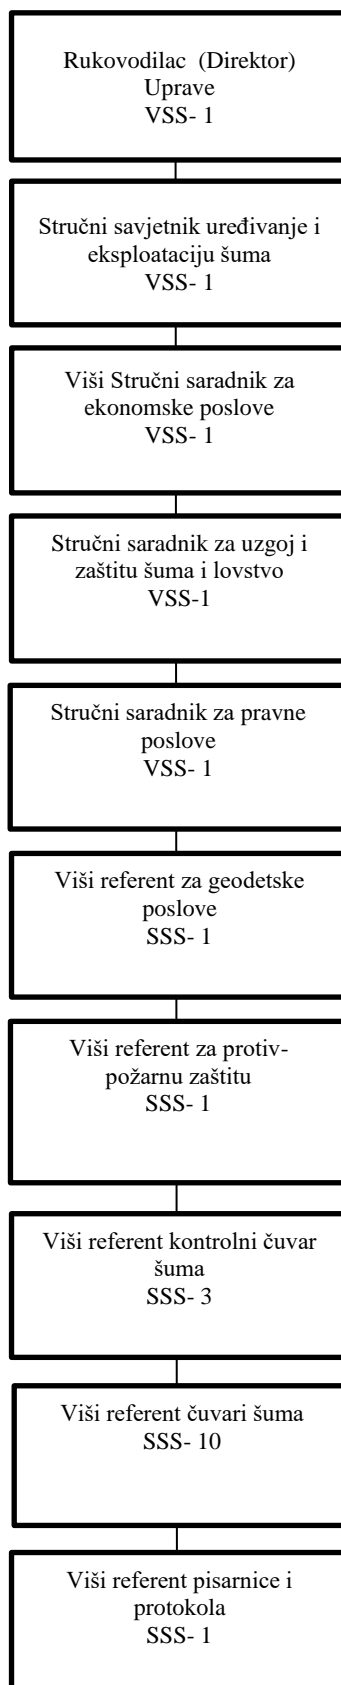 Rukovodilac (Direktor)
Uprave
VSS- 1
Stručni savjetnik uređivanje i
eksploataciju šuma
VSS- 1
Viši Stručni saradnik za
ekonomske poslove
VSS- 1
Stručni saradnik za uzgoj i
zaštitu šuma i lovstvo
VSS-1
Stručni saradnik za pravne
poslove
VSS- 1
Viši referent za geodetske
poslove
SSS- 1
Viši referent za protiv-
požarnu zaštitu
SSS- 1
Viši referent kontrolni čuvar
šuma
SSS- 3
Viši referent čuvari šuma
SSS- 10
Viši referent pisarnice i
protokola
SSS- 1